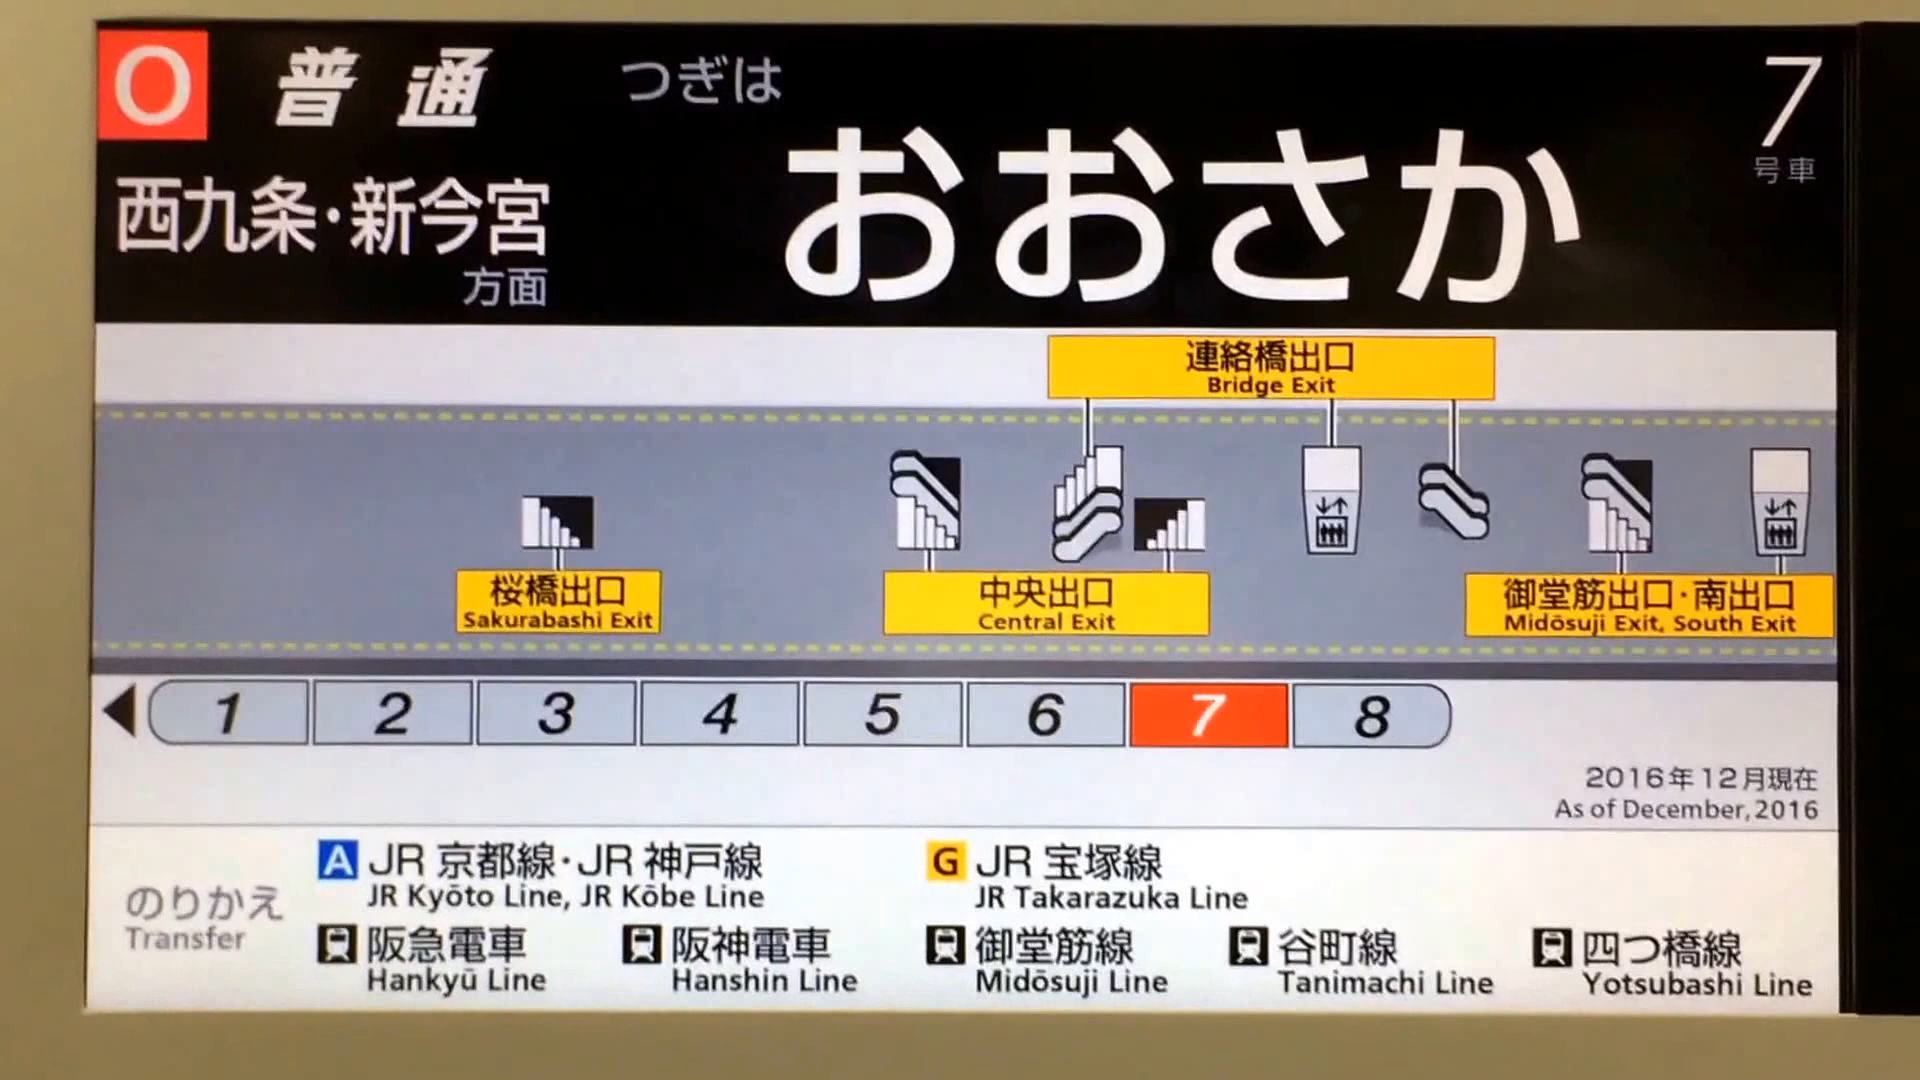 O 普通 つぎは 7
号車
おおさか
西九条・新今宮
方面
連絡橋出口
Bridge Exit
桜橋出口
Sakurabashi Exit
中央出口
Central Exit
御堂筋出口・南出口
Midōsuji Exit, South Exit
1 2 3 4 5 6 7 8
2016年12月現在
As of December, 2016
のりかえ
Transfer
A JR 京都線・JR 神戸線
JR Kyōto Line, JR Kōbe Line
G JR 宝塚線
JR Takarazuka Line
阪急電車
Hankyū Line
阪神電車
Hanshin Line
御堂筋線
Midōsuji Line
谷町線
Tanimachi Line
四つ橋線
Yotsubashi Line